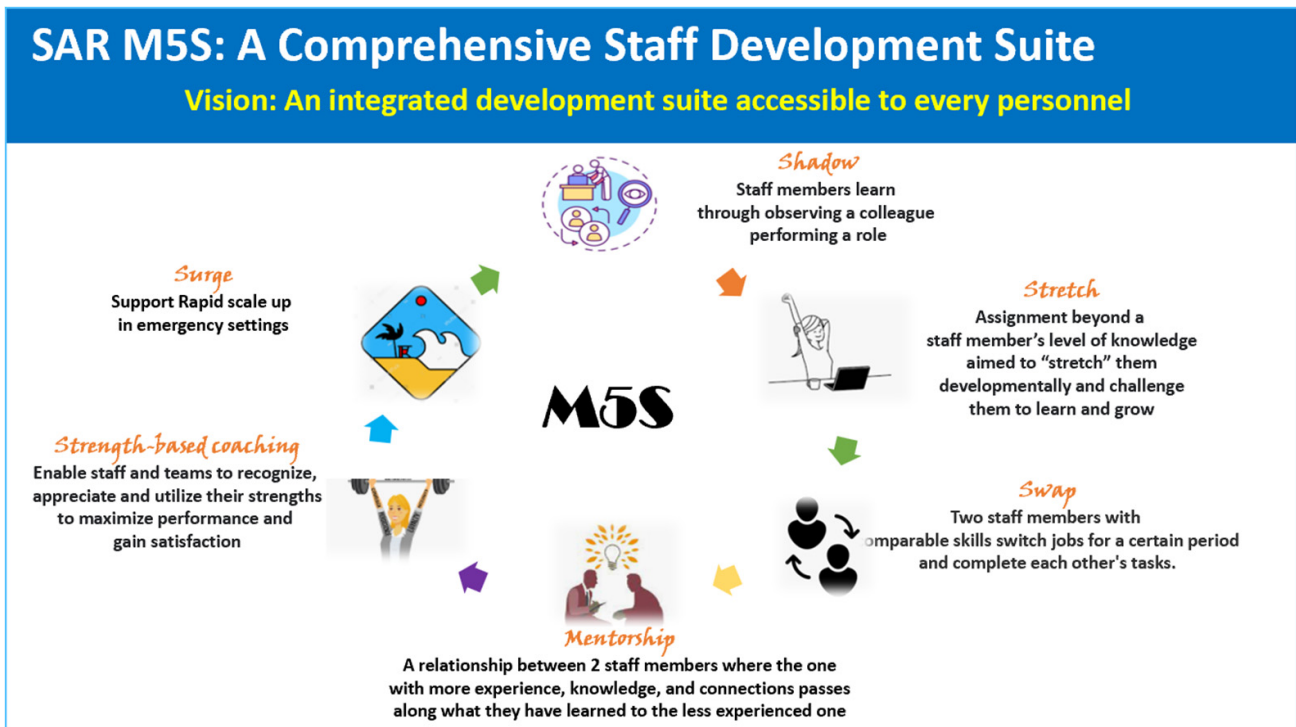 SAR M5S: A Comprehensive Staff Development Suite
Vision: An integrated development suite accessible to every personnel
Shadow
Staff members learn
through observing a colleague
performing a role
Stretch
Assignment beyond a
staff member's level of knowledge
aimed to “stretch” them
developmentally and challenge
them to learn and grow
Swap
Two staff members with
omparable skills switch jobs for a certain period
and complete each other's tasks.
Mentorship
A relationship between 2 staff members where the one
with more experience, knowledge, and connections passes
along what they have learned to the less experienced one
Strength-based coaching
Enable staff and teams to recognize,
appreciate and utilize their strengths
to maximize performance and
gain satisfaction
Surge
Support Rapid scale up
in emergency settings
M5S